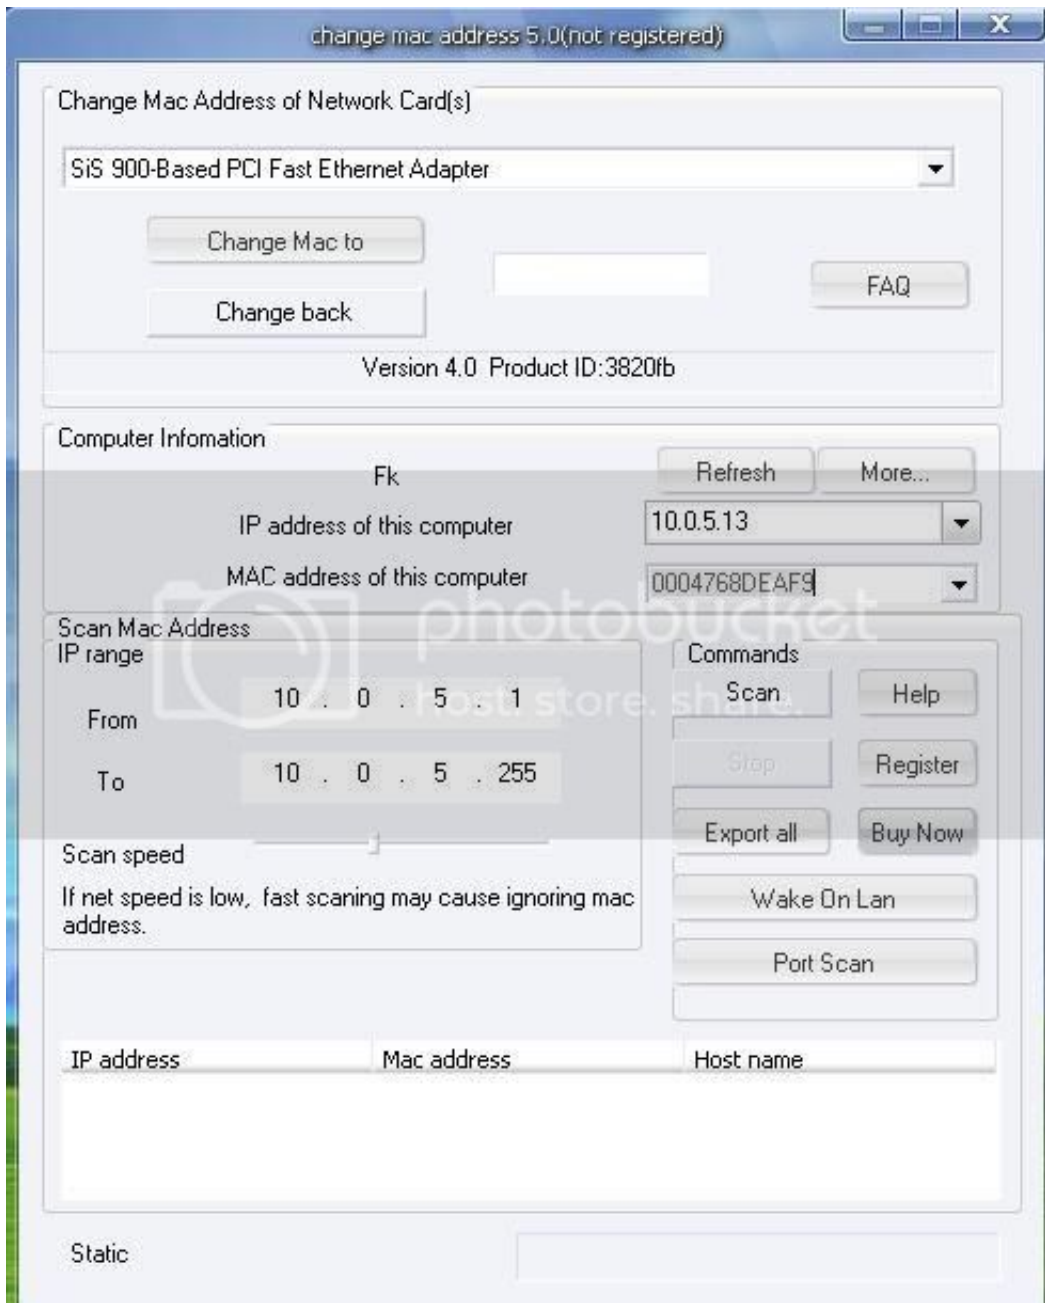 change mac address 5.0(not registered)
Change Mac Address of Network Card(s)
SiS 900-Based PCI Fast Ethernet Adapter
Change Mac to
FAQ
Change back
Version 4.0 Product ID:3820fb
Computer Infomation
Fk
Refresh
More...
IP address of this computer
10.0.5.13
MAC address of this computer
0004768DEAF9
photobucket
host. store. share.
Scan Mac Address
IP range
Commands
From
10 . 0 . 5 . 1
Scan
Help
To
10 . 0 . 5 . 255
Stop
Register
Export all
Buy Now
Scan speed
If net speed is low, fast scaning may cause ignoring mac
address.
Wake On Lan
Port Scan
IP address
Mac address
Host name
Static